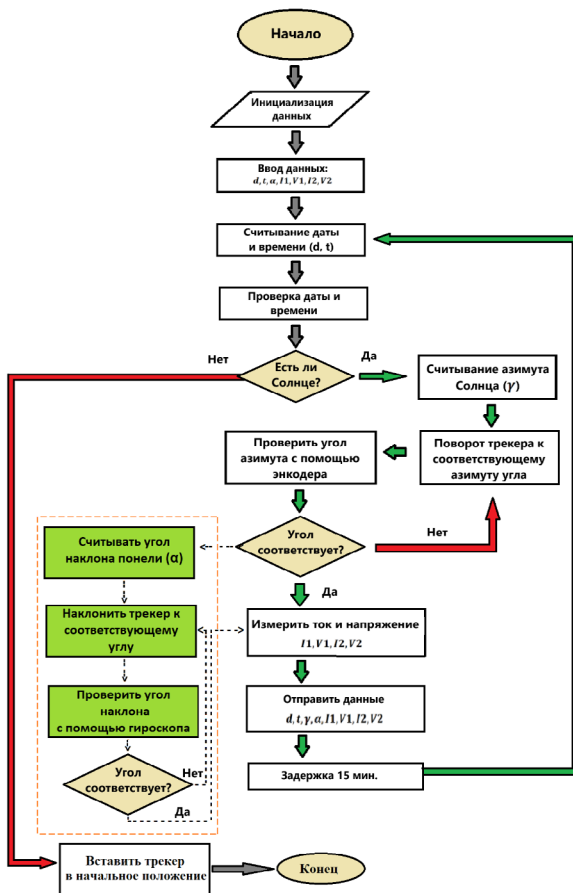 Начало
Инициализация
данных
Ввод данных:
d, t, α, I1, V1, I2, V2
Считывание даты
и времени (d, t)
Проверка даты и
времени
Нет
Есть ли
Солнце?
Да
Считывание азимута
Солнца (γ)
Проверить угол
азимута с помощью
энкодера
Поворот трекера к
соответствующему
азимуту угла
Считывать угол
наклона понели (α)
Угол
соответствует?
Нет
Да
Наклонить трекер к
соответствующему
углу
Измерить ток и напряжение
I1, V1, I2, V2
Проверить угол
наклона
с помощью гироскопа
Отправить данные
d, t, γ, α, I1, V1, I2, V2
Угол
соответствует?
Нет
Да
Задержка 15 мин.
Вставить трекер
в начальное положение
Конец